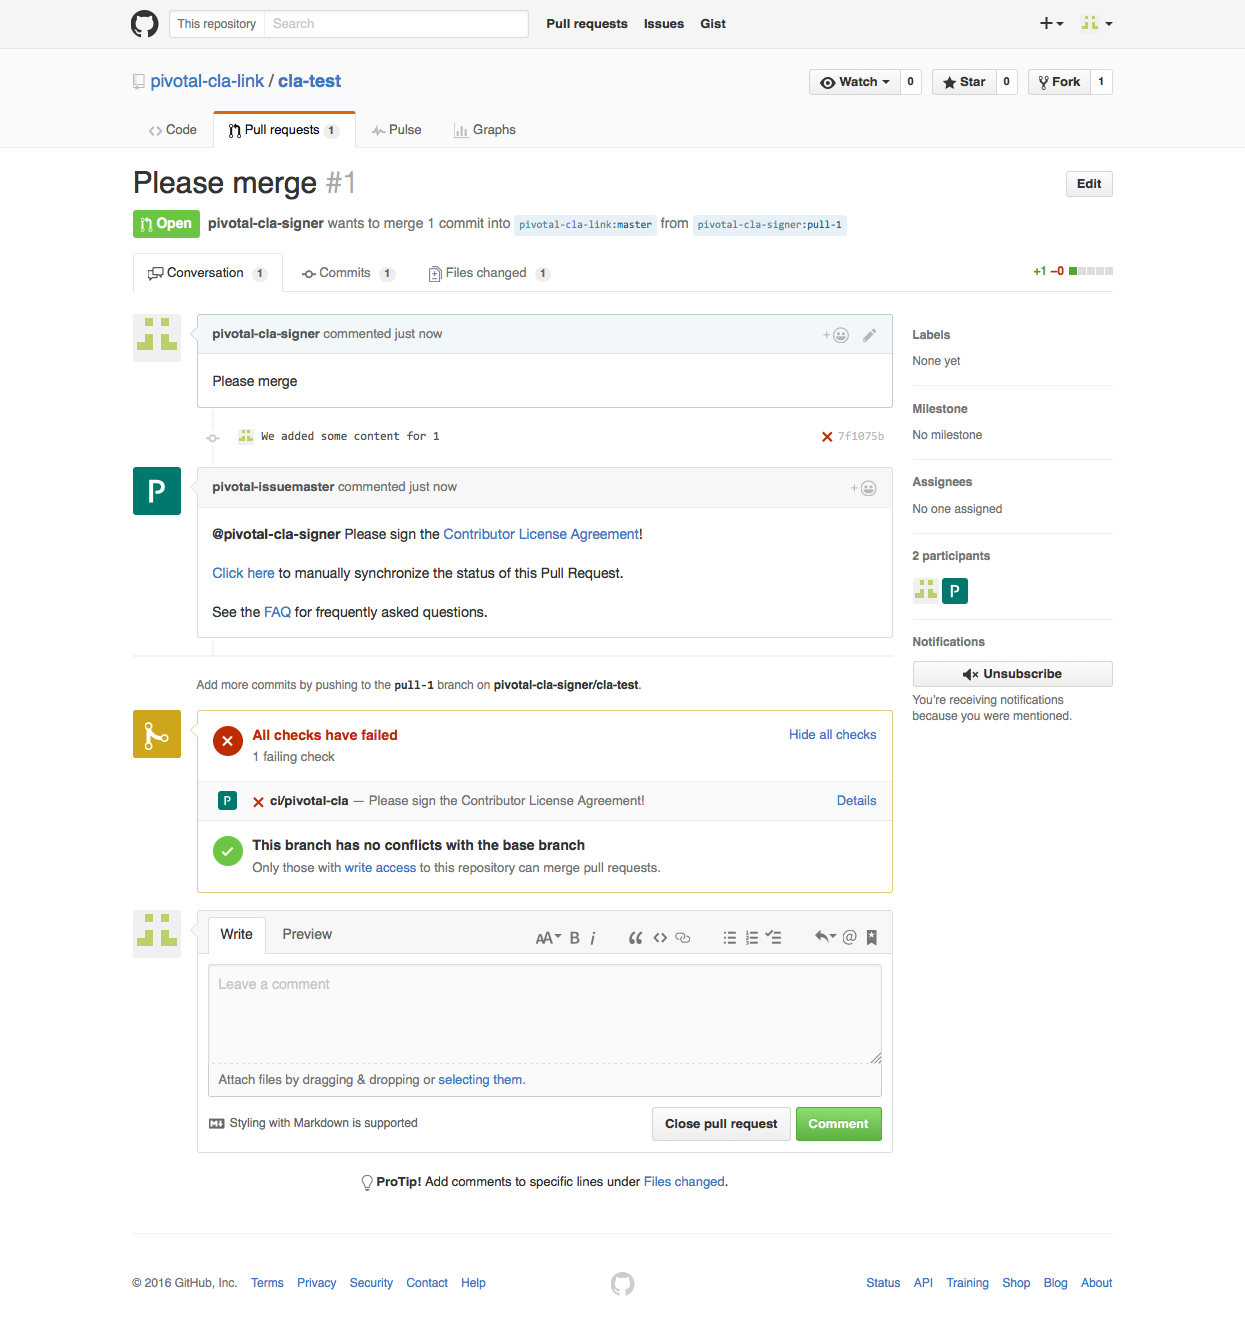 This repository Search Pull requests Issues Gist
pivotal-cla-link / cla-test Watch 0 Star 0 Fork 1
Code Pull requests 1 Pulse Graphs
Please merge #1 Edit
Open pivotal-cla-signer wants to merge 1 commit into pivotal-cla-link:master from pivotal-cla-signer:pull-1
Conversation 1 Commits 1 Files changed 1 +1 −0
pivotal-cla-signer commented just now
Please merge
We added some content for 1 7f1075b
P
pivotal-issuemaster commented just now
@pivotal-cla-signer Please sign the Contributor License Agreement!
Click here to manually synchronize the status of this Pull Request.
See the FAQ for frequently asked questions.
Add more commits by pushing to the pull-1 branch on pivotal-cla-signer/cla-test.
All checks have failed Hide all checks
1 failing check
P ci/pivotal-cla — Please sign the Contributor License Agreement! Details
This branch has no conflicts with the base branch
Only those with write access to this repository can merge pull requests.
Write Preview AA B i @
Leave a comment
Attach files by dragging & dropping or selecting them.
Styling with Markdown is supported Close pull request Comment
ProTip! Add comments to specific lines under Files changed.
Labels
None yet
Milestone
No milestone
Assignees
No one assigned
2 participants
P
Notifications
Unsubscribe
You're receiving notifications
because you were mentioned.
© 2016 GitHub, Inc. Terms Privacy Security Contact Help Status API Training Shop Blog About